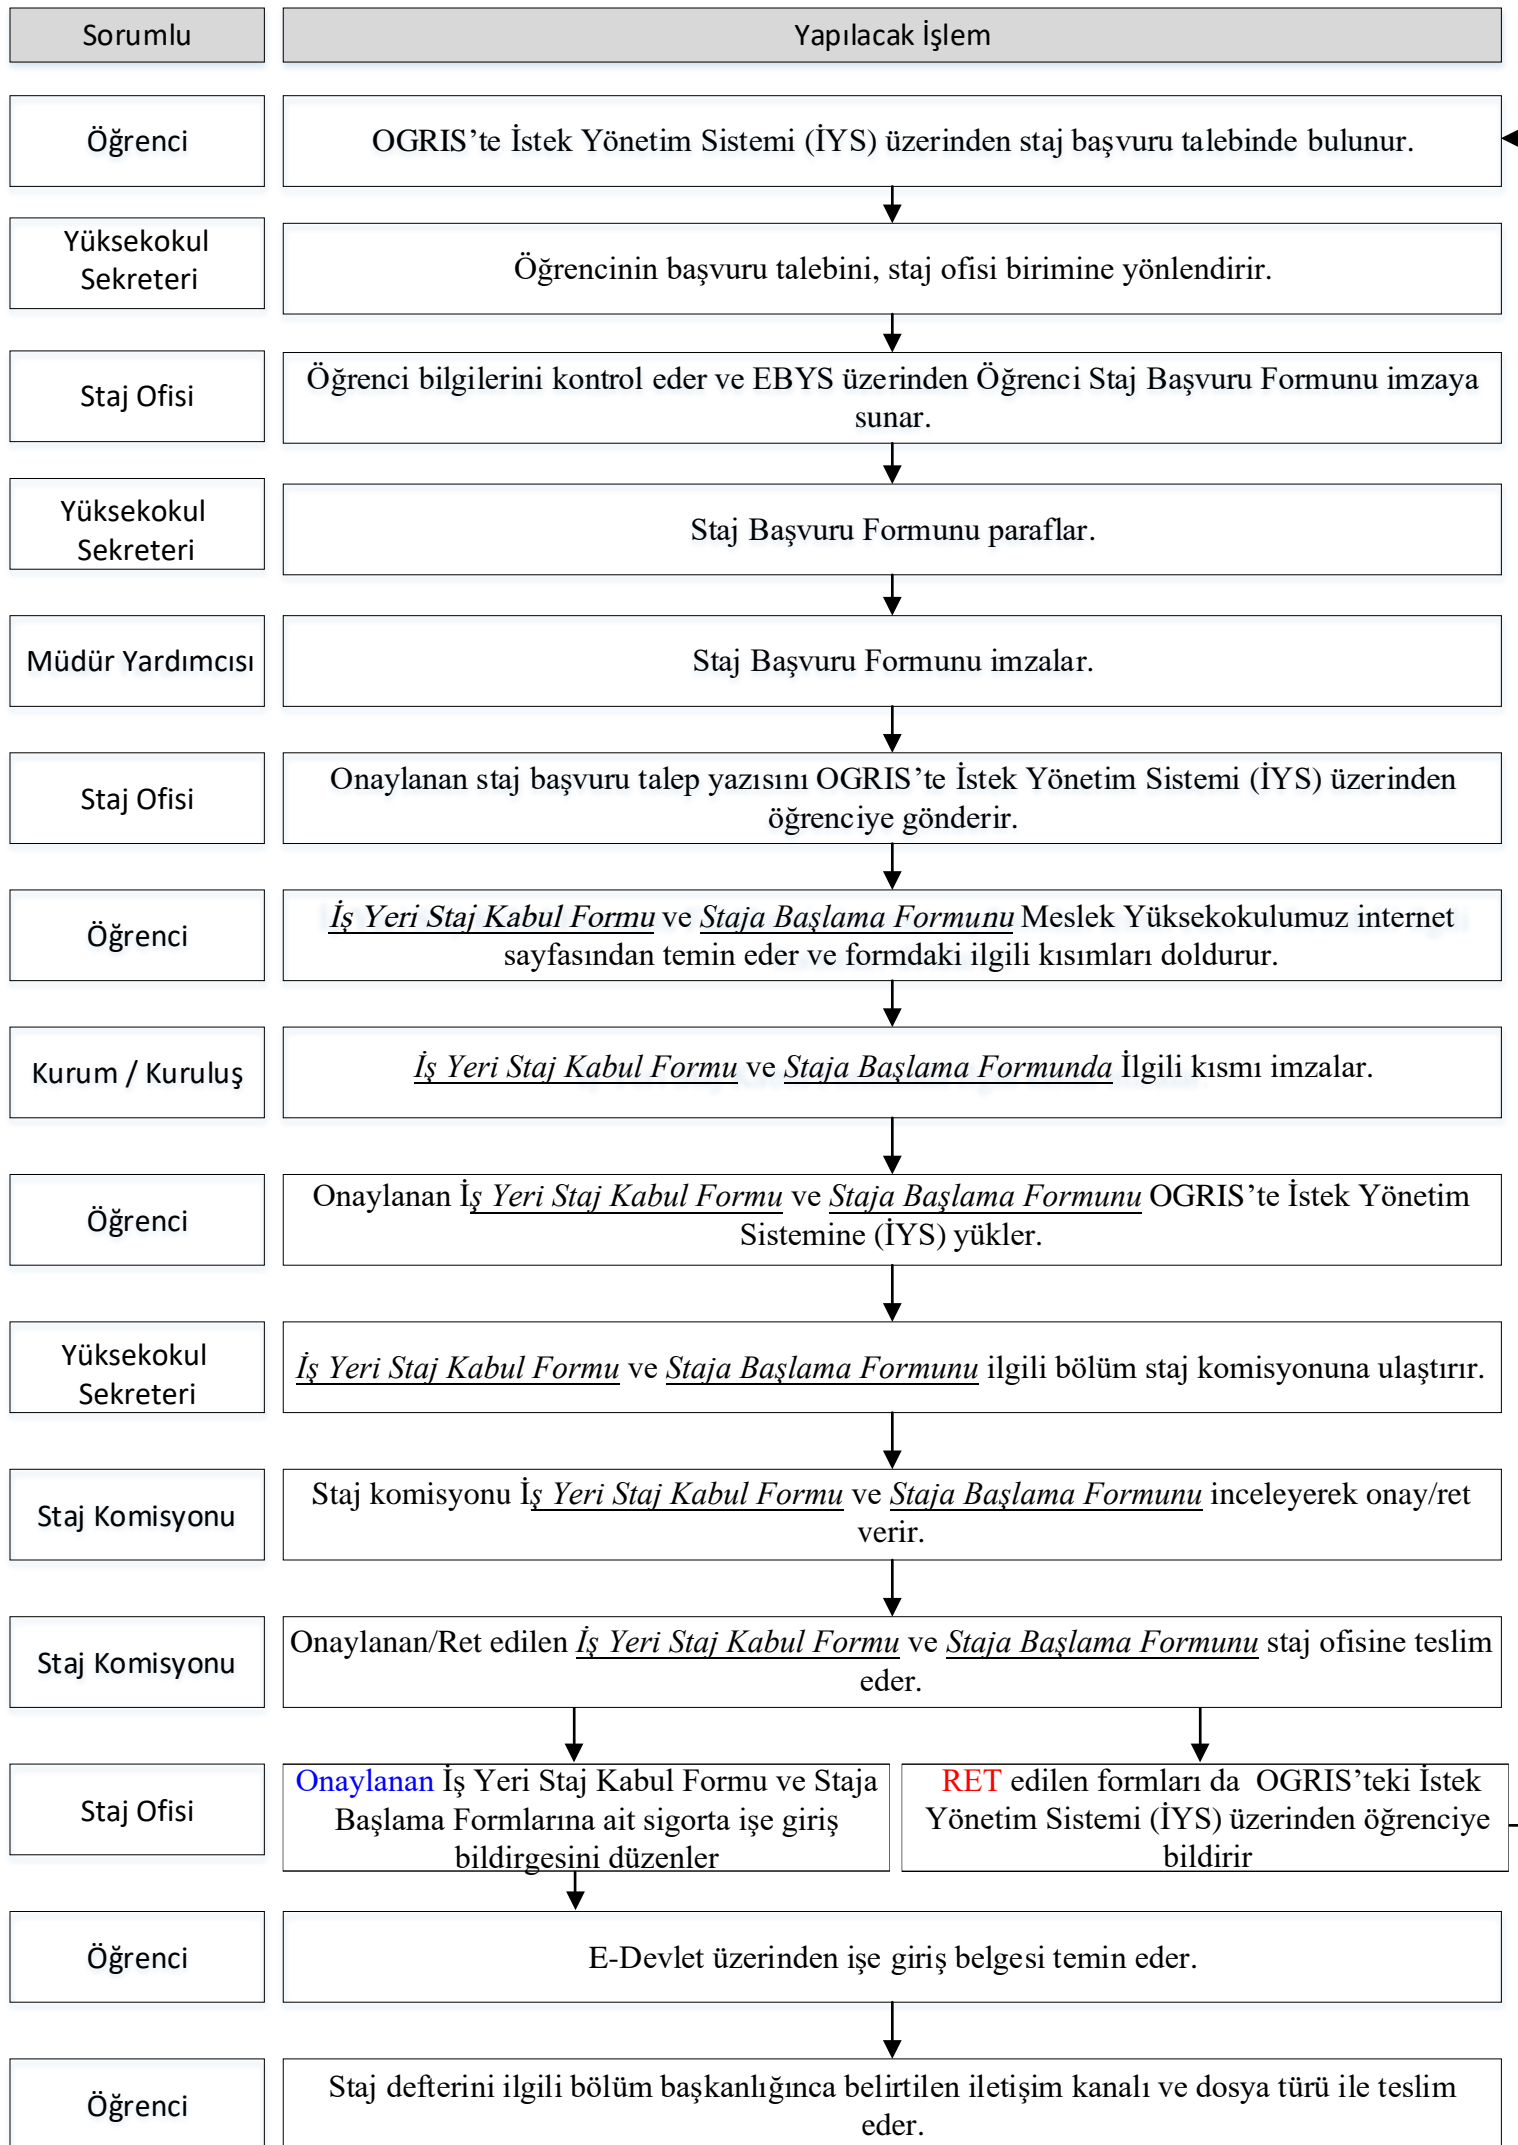 Sorumlu
Yapılacak İşlem
Öğrenci
OGRIS’te İstek Yönetim Sistemi (İYS) üzerinden staj başvuru talebinde bulunur.
Yüksekokul
Sekreteri
Öğrencinin başvuru talebini, staj ofisi birimine yönlendirir.
Staj Ofisi
Öğrenci bilgilerini kontrol eder ve EBYS üzerinden Öğrenci Staj Başvuru Formunu imzaya
sunar.
Yüksekokul
Sekreteri
Staj Başvuru Formunu paraflar.
Müdür Yardımcısı
Staj Başvuru Formunu imzalar.
Staj Ofisi
Onaylanan staj başvuru talep yazısını OGRIS’te İstek Yönetim Sistemi (İYS) üzerinden
öğrenciye gönderir.
Öğrenci
İş Yeri Staj Kabul Formu ve Staja Başlama Formunu Meslek Yüksekokulumuz internet
sayfasından temin eder ve formdaki ilgili kısımları doldurur.
Kurum / Kuruluş
İş Yeri Staj Kabul Formu ve Staja Başlama Formunda İlgili kısmı imzalar.
Öğrenci
Onaylanan İş Yeri Staj Kabul Formu ve Staja Başlama Formunu OGRIS’te İstek Yönetim
Sistemine (İYS) yükler.
Yüksekokul
Sekreteri
İş Yeri Staj Kabul Formu ve Staja Başlama Formunu ilgili bölüm staj komisyonuna ulaştırır.
Staj Komisyonu
Staj komisyonu İş Yeri Staj Kabul Formu ve Staja Başlama Formunu inceleyerek onay/ret
verir.
Staj Komisyonu
Onaylanan/Ret edilen İş Yeri Staj Kabul Formu ve Staja Başlama Formunu staj ofisine teslim
eder.
Staj Ofisi
Onaylanan İş Yeri Staj Kabul Formu ve Staja
Başlama Formlarına ait sigorta işe giriş
bildirgesini düzenler
RET edilen formları da OGRIS’teki İstek
Yönetim Sistemi (İYS) üzerinden öğrenciye
bildirir
Öğrenci
E-Devlet üzerinden işe giriş belgesi temin eder.
Öğrenci
Staj defterini ilgili bölüm başkanlığınca belirtilen iletişim kanalı ve dosya türü ile teslim
eder.